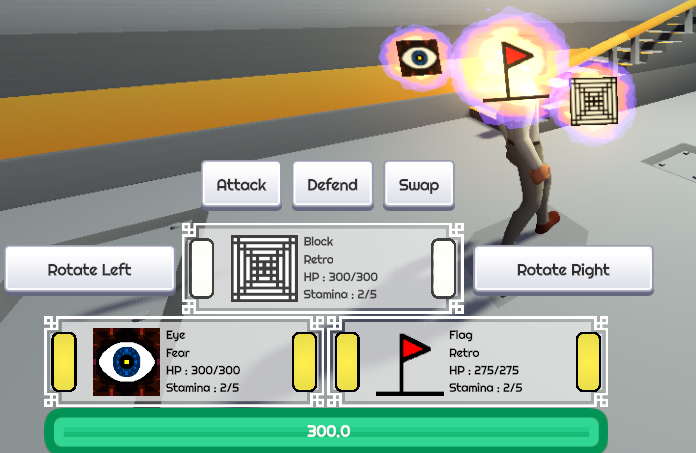 Attack Defend Swap
Block
Retro
HP : 300/300
Stamina : 2/5
Rotate Left
Rotate Right
Eye
Fear
HP : 300/300
Stamina : 2/5
Flag
Retro
HP : 275/275
Stamina : 2/5
300.0